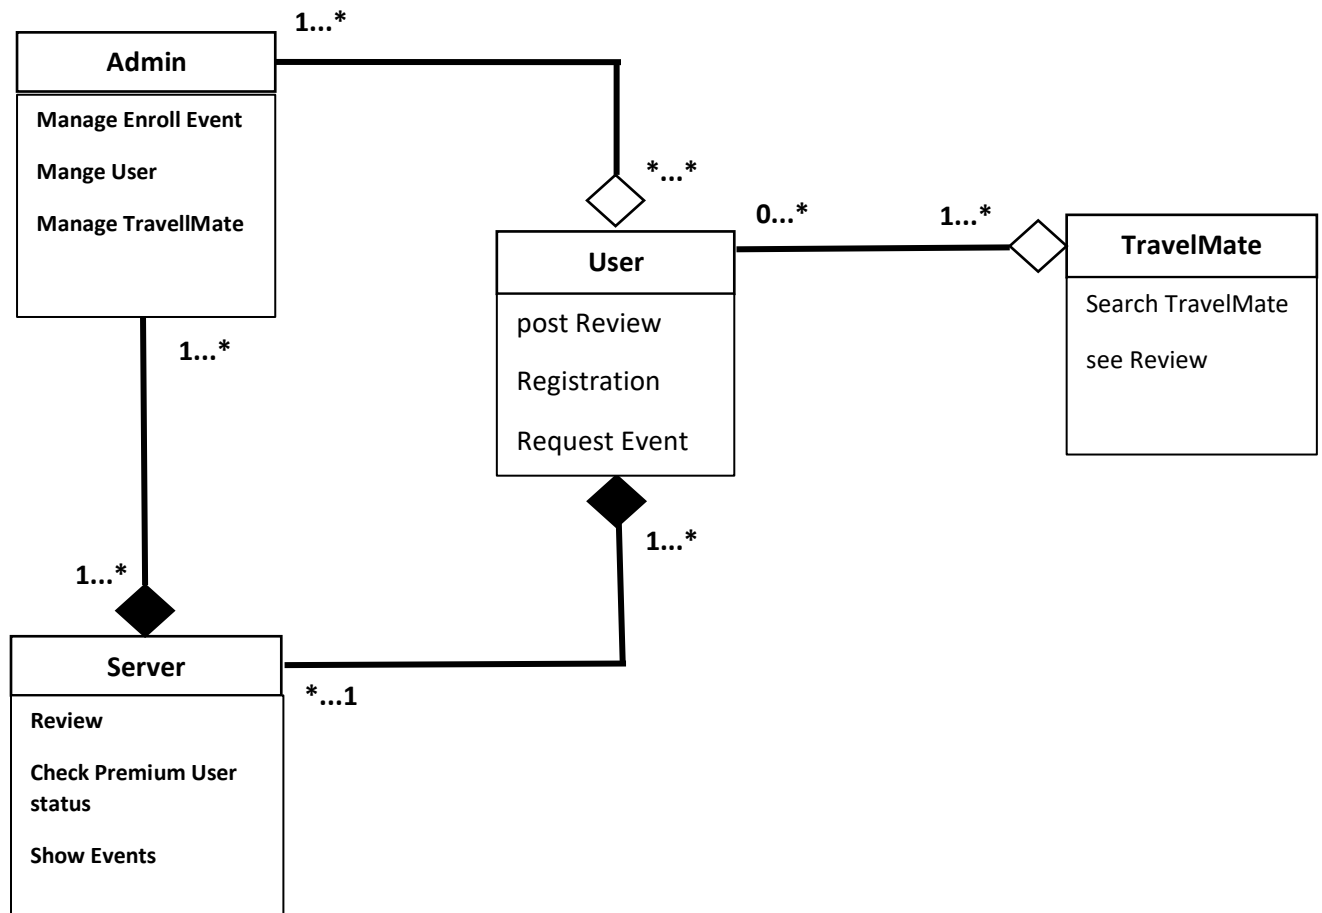 1...*
Admin
Manage Enroll Event
Mange User
Manage TravellMate
*...*
0...*
1...*
TravelMate
User
Search TravelMate
post Review
see Review
1...*
Registration
Request Event
1...*
1...*
Server
*...1
Review
Check Premium User
status
Show Events